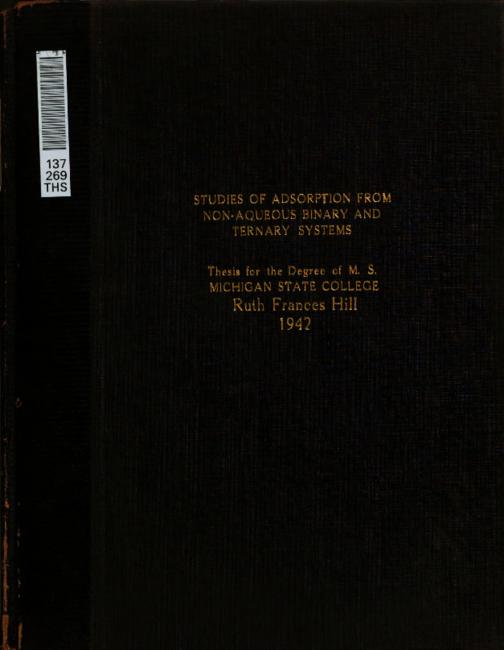 137
269
THS
STUDIES OF ADSORPTION FROM
NON-AQUEOUS BINARY AND
TERNARY SYSTEMS
Thesis for the Degree of M. S.
MICHIGAN STATE COLLEGE
Ruth Frances Hill
1942